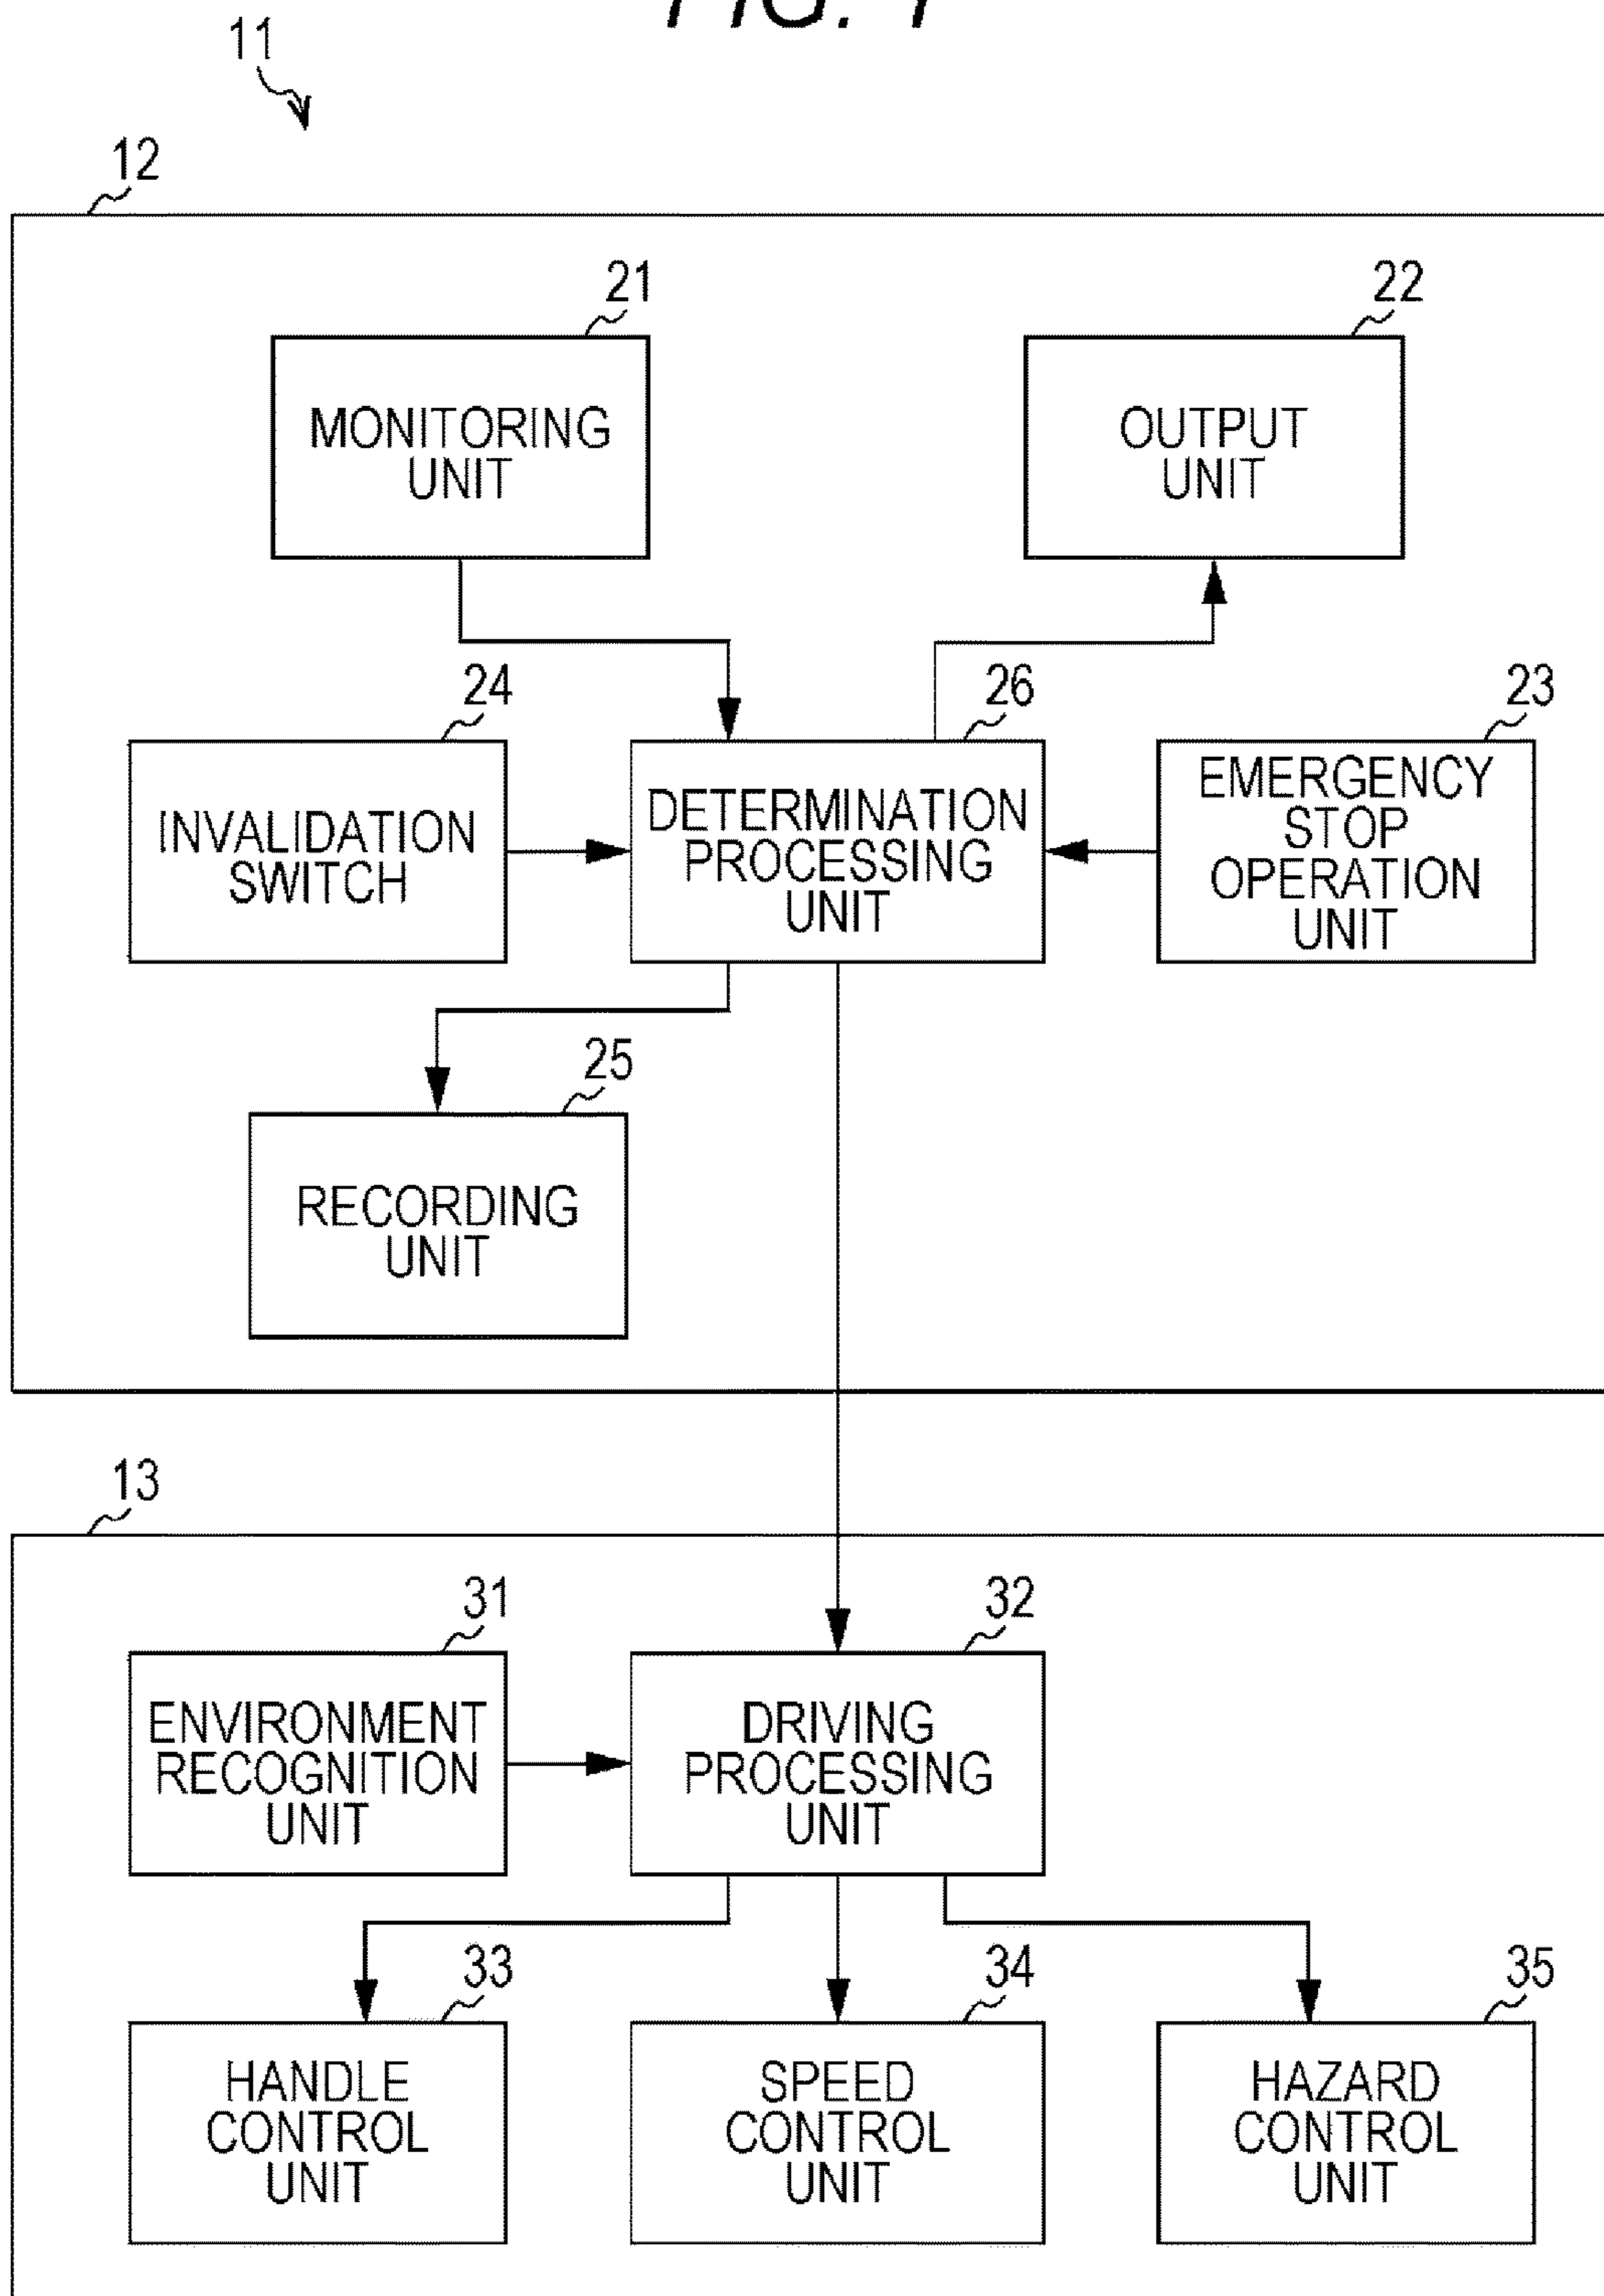 FIG. 1
11
12
21
22
MONITORING
UNIT
OUTPUT
UNIT
24
26
23
INVALIDATION
SWITCH
DETERMINATION
PROCESSING
UNIT
EMERGENCY
STOP
OPERATION
UNIT
25
RECORDING
UNIT
13
31
32
ENVIRONMENT
RECOGNITION
UNIT
DRIVING
PROCESSING
UNIT
33
34
35
HANDLE
CONTROL
UNIT
SPEED
CONTROL
UNIT
HAZARD
CONTROL
UNIT